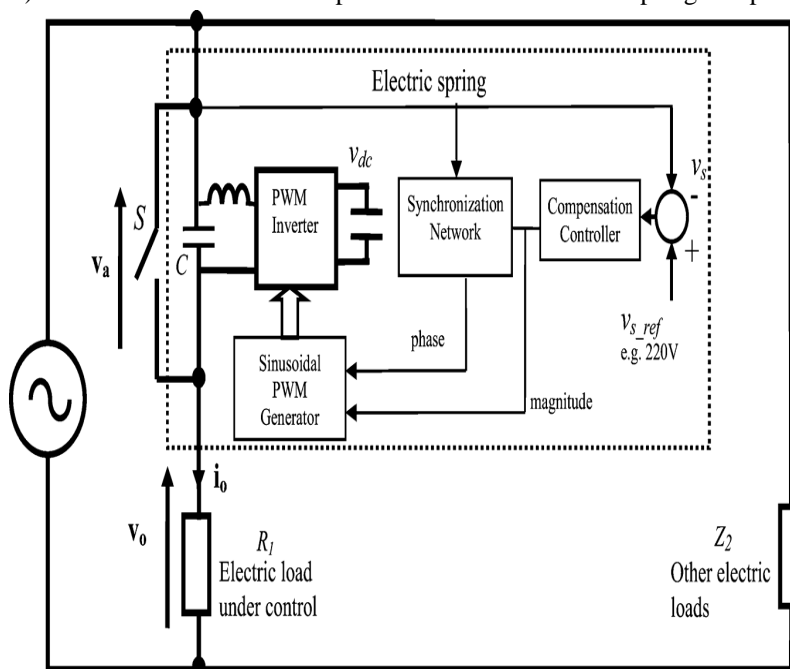 Electric spring
v_dc
v_s
PWM
Inverter
Synchronization
Network
Compensation
Controller
-
+
S
C
v_a
v_s_ref
e.g. 220V
phase
Sinusoidal
PWM
Generator
magnitude
i_o
v_o
R_1
Electric load
under control
Z_2
Other electric
loads